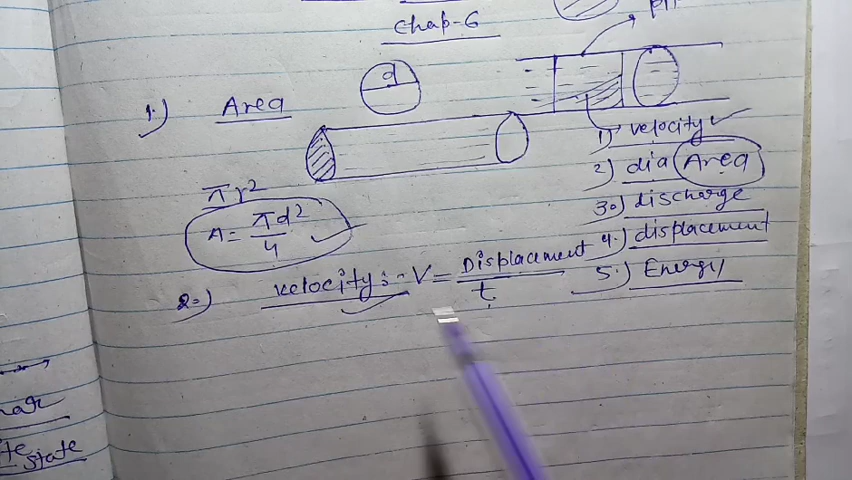 chap-6
1.) Area
d
1) velocity
2) dia Area
3.) discharge
4.) displacement
5.) Energy
πr²
A = πd²/4
2.) velocity :- V = Displacement/t
state